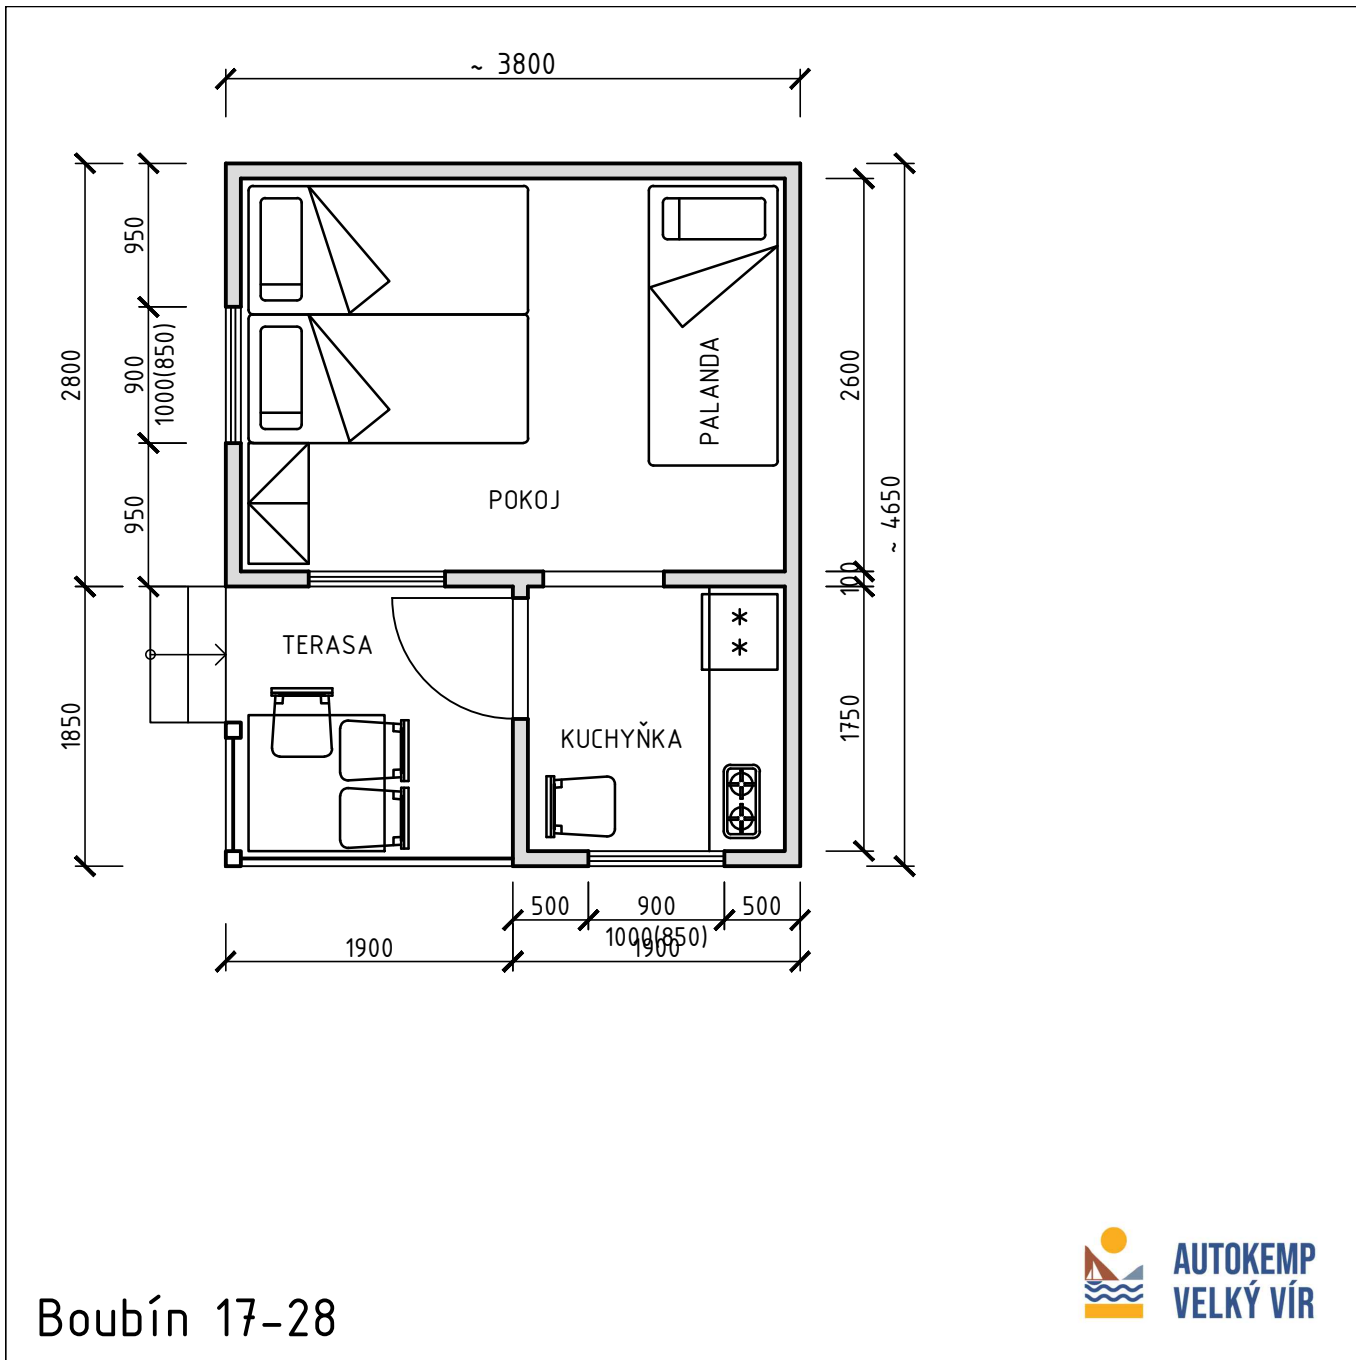 ~ 3800
950
900
1000(850)
950
2800
1850
PALANDA
POKOJ
2600
~ 4650
100
1750
TERASA
KUCHYŇKA
500
900
500
1000(850)
1900
1900
Boubín 17-28
AUTOKEMP
VELKÝ VÍR